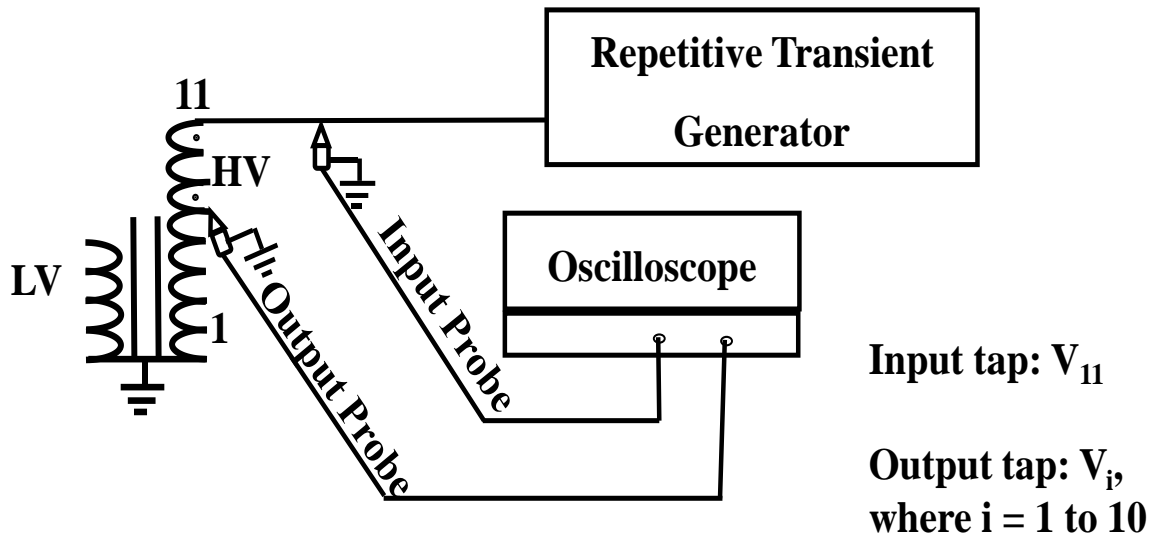 Repetitive Transient
Generator
11
HV
LV
1
Input Probe
Output Probe
Oscilloscope
Input tap: V₁₁
Output tap: Vᵢ,
where i = 1 to 10